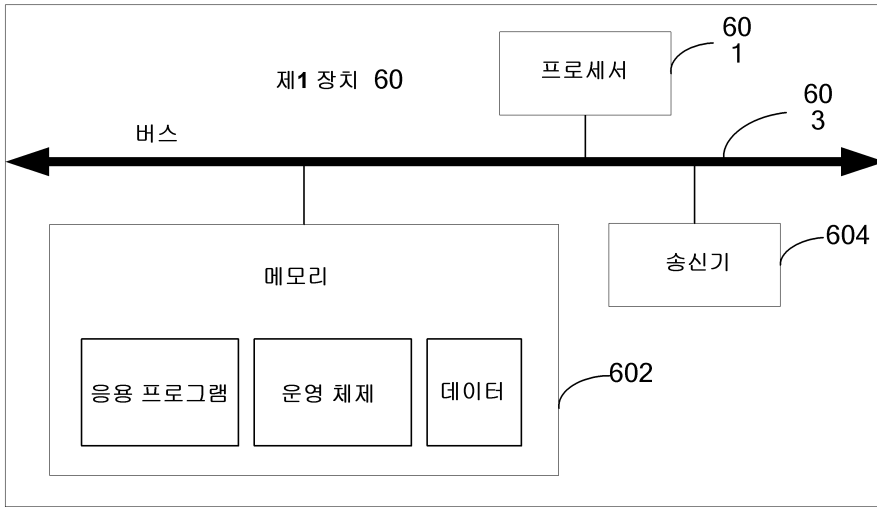 제1 장치 60
프로세서
60
1
버스
60
3
메모리
송신기
604
응용 프로그램
운영 체제
데이터
602